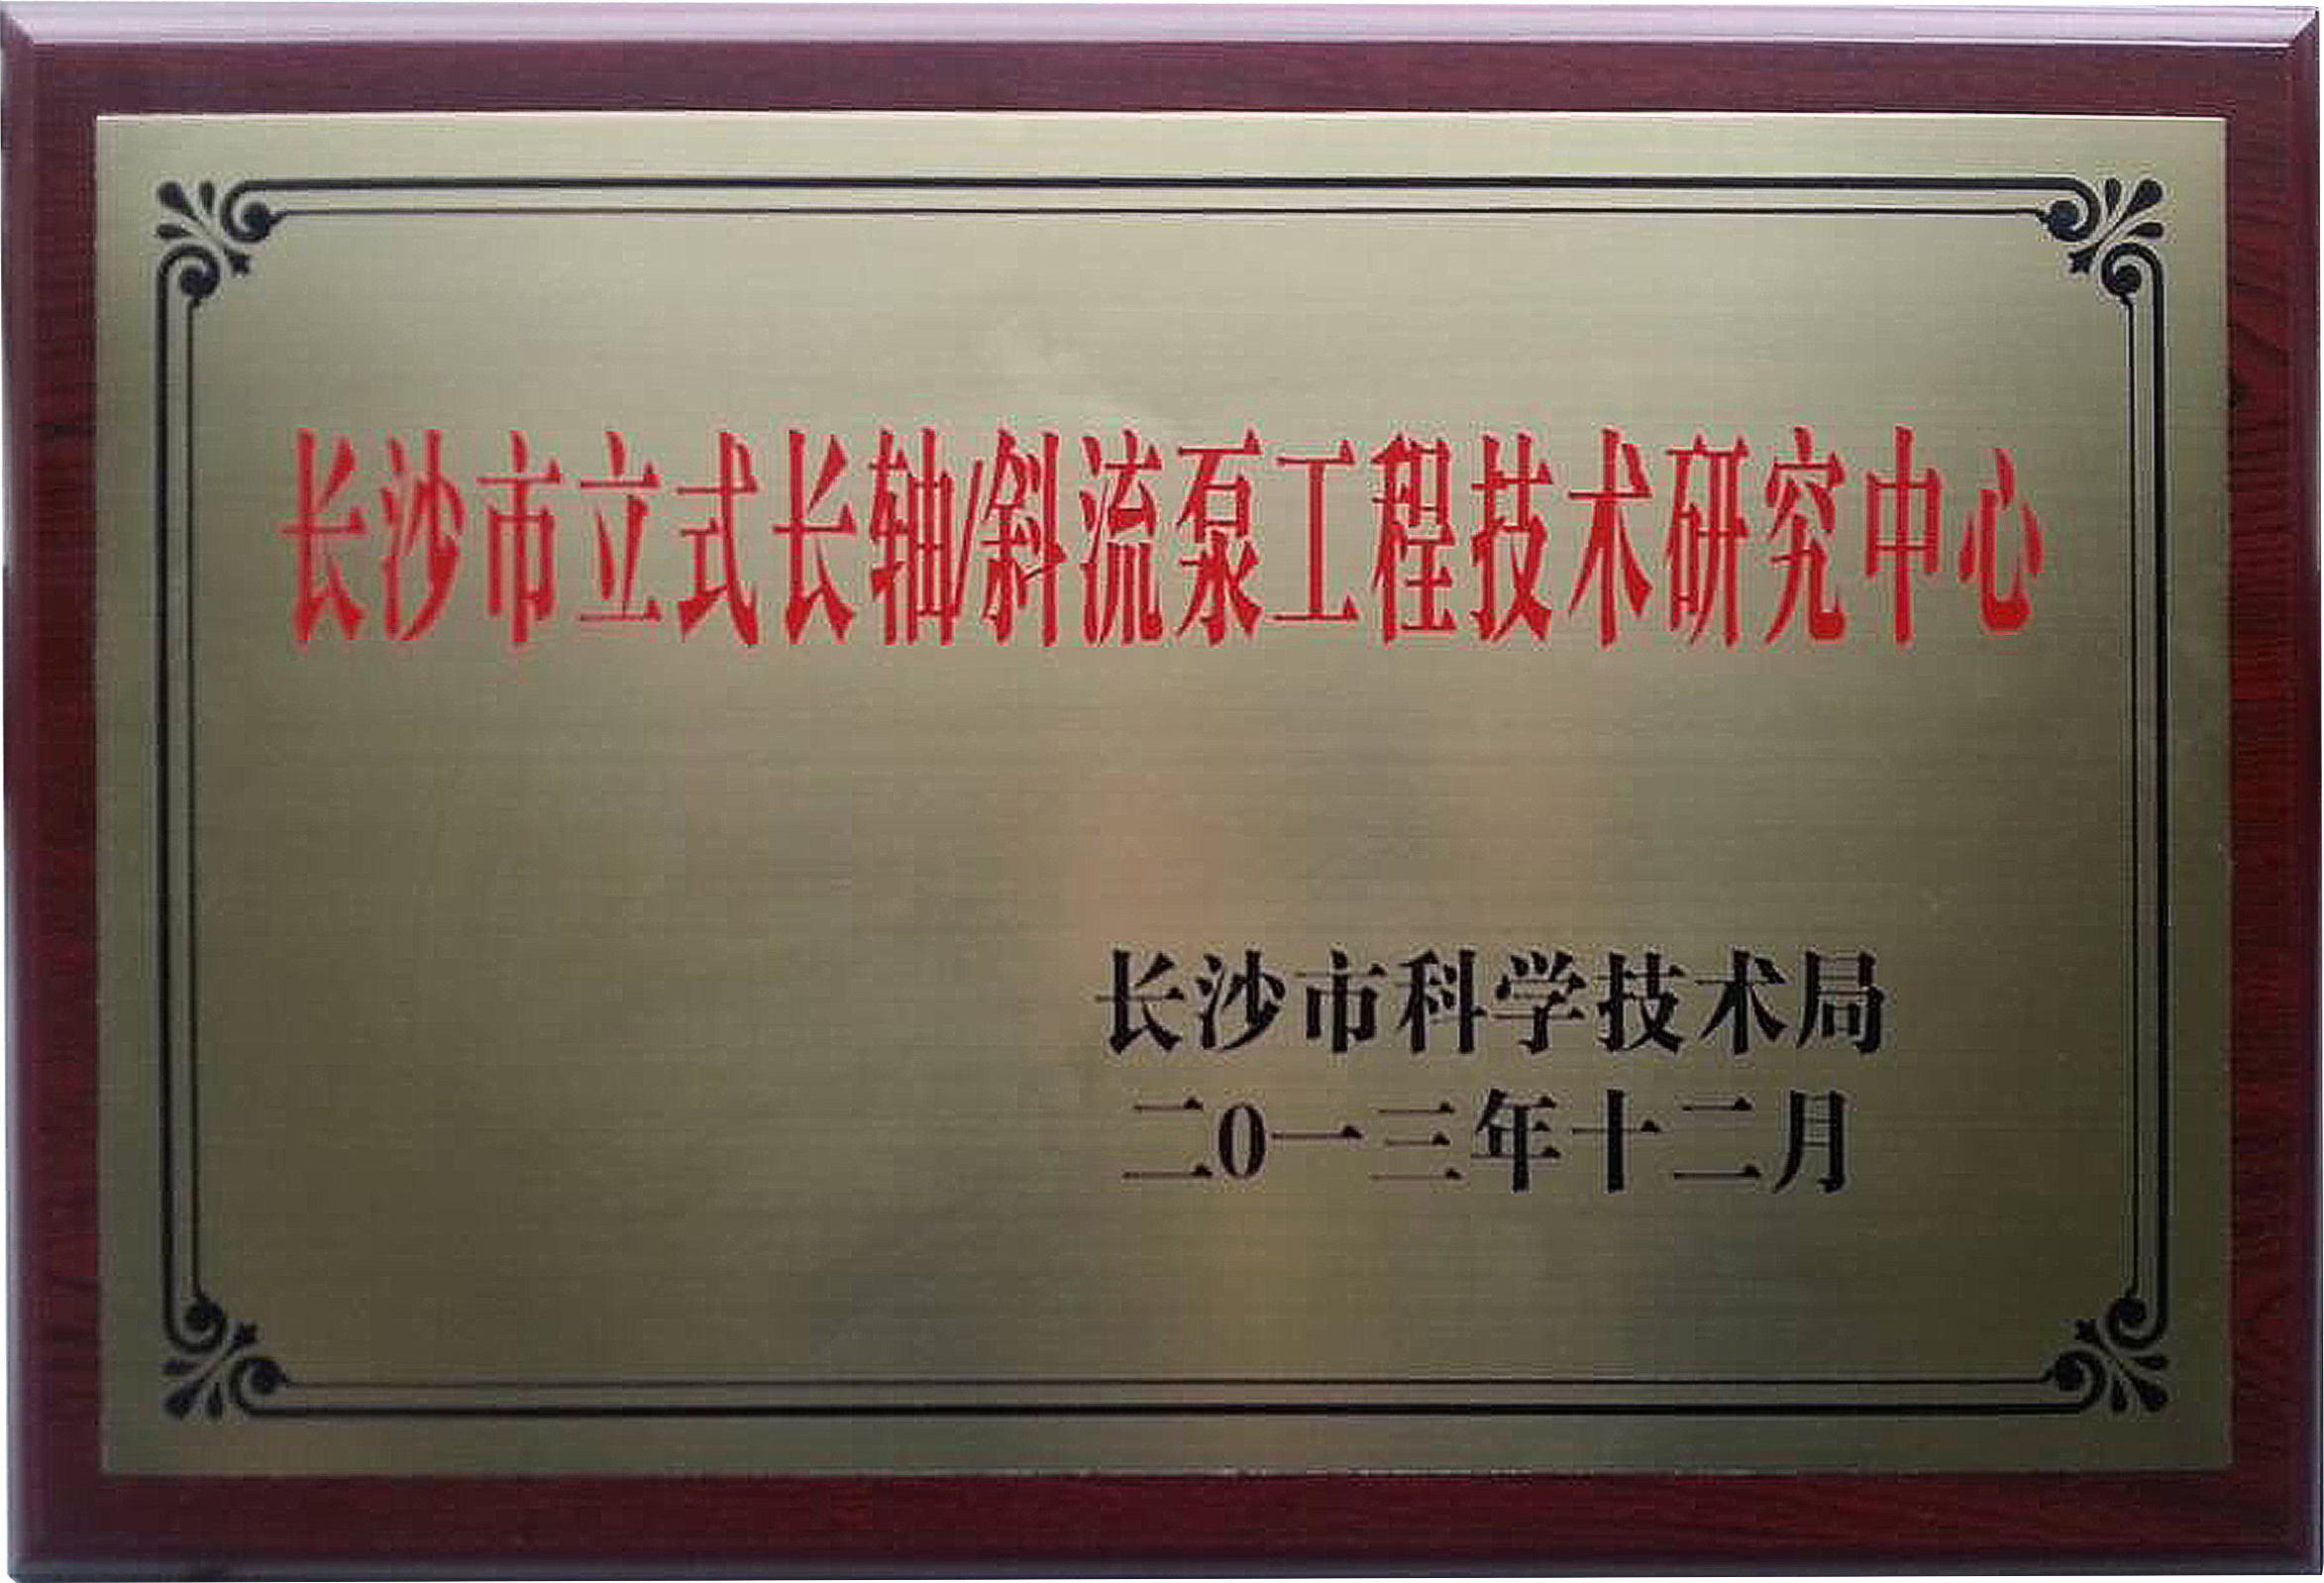 长沙市立式长轴/斜流泵工程技术研究中心
长沙市科学技术局
二0一三年十二月